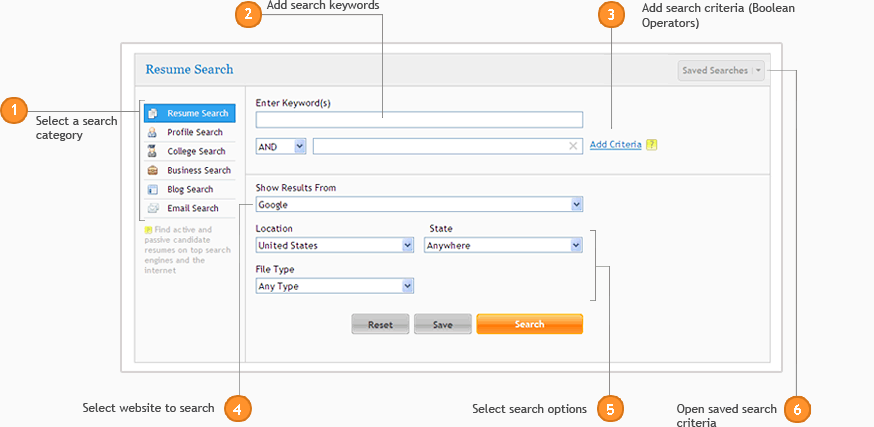 2
Add search keywords
3
Add search criteria (Boolean
Operators)
Resume Search
Saved Searches
1
Select a search
category
Resume Search
Profile Search
College Search
Business Search
Blog Search
Email Search
? Find active and
passive candidate
resumes on top search
engines and the
internet
Enter Keyword(s)
AND
Add Criteria ?
Show Results From
Google
Location
State
United States
Anywhere
File Type
Any Type
Reset
Save
Search
Select website to search
4
Select search options
5
Open saved search
criteria
6